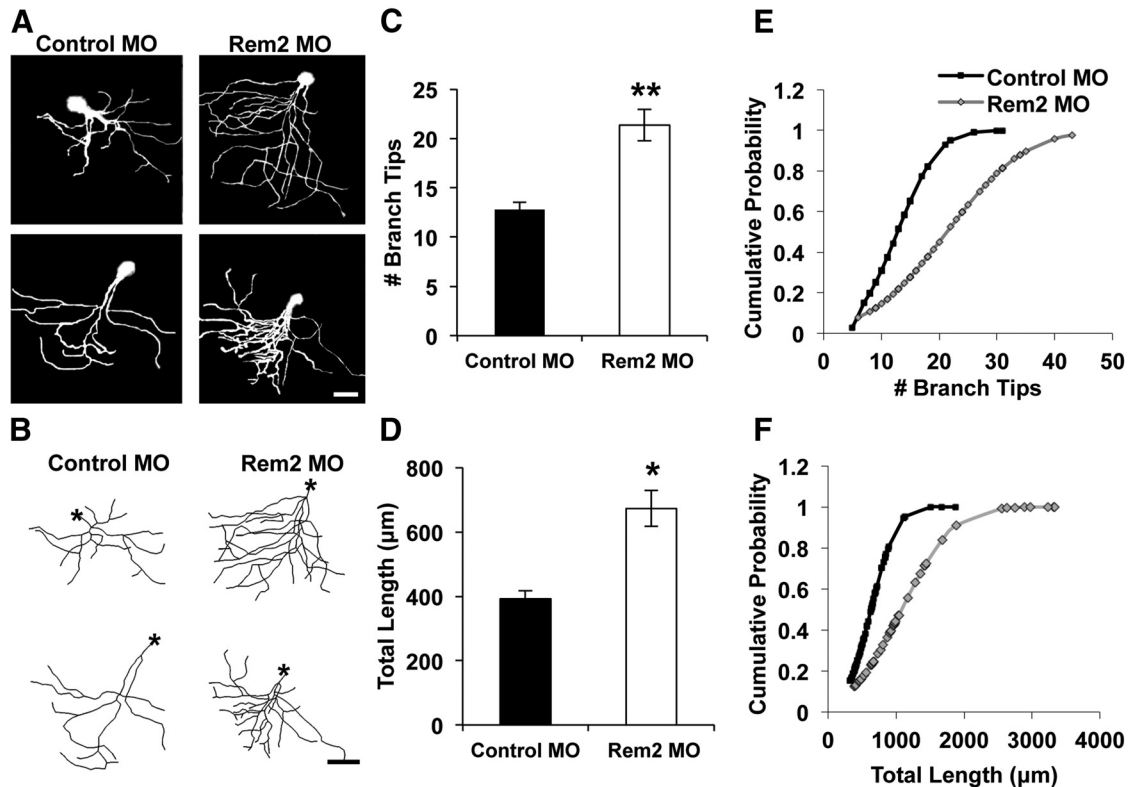 A
Control MO
Rem2 MO
B
Control MO
Rem2 MO
*
*
*
*
C
# Branch Tips
25
20
15
10
5
0
**
Control MO
Rem2 MO
D
Total Length (µm)
800
600
400
200
0
*
Control MO
Rem2 MO
E
Control MO
Rem2 MO
Cumulative Probability
1.2
1
0.8
0.6
0.4
0.2
0
0 10 20 30 40 50
# Branch Tips
F
Cumulative Probability
1.2
1
0.8
0.6
0.4
0.2
0
0 1000 2000 3000 4000
Total Length (µm)